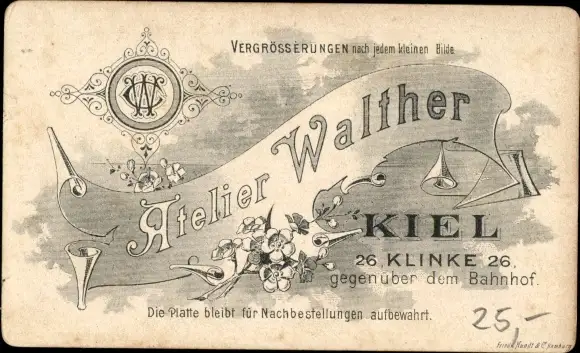 VERGRÖSSERUNGEN nach jedem kleinen Bilde
CW
Atelier Walther
KIEL
26, KLINKE 26,
gegenüber dem Bahnhof.
Die Platte bleibt für Nachbestellungen aufbewahrt.
25,-